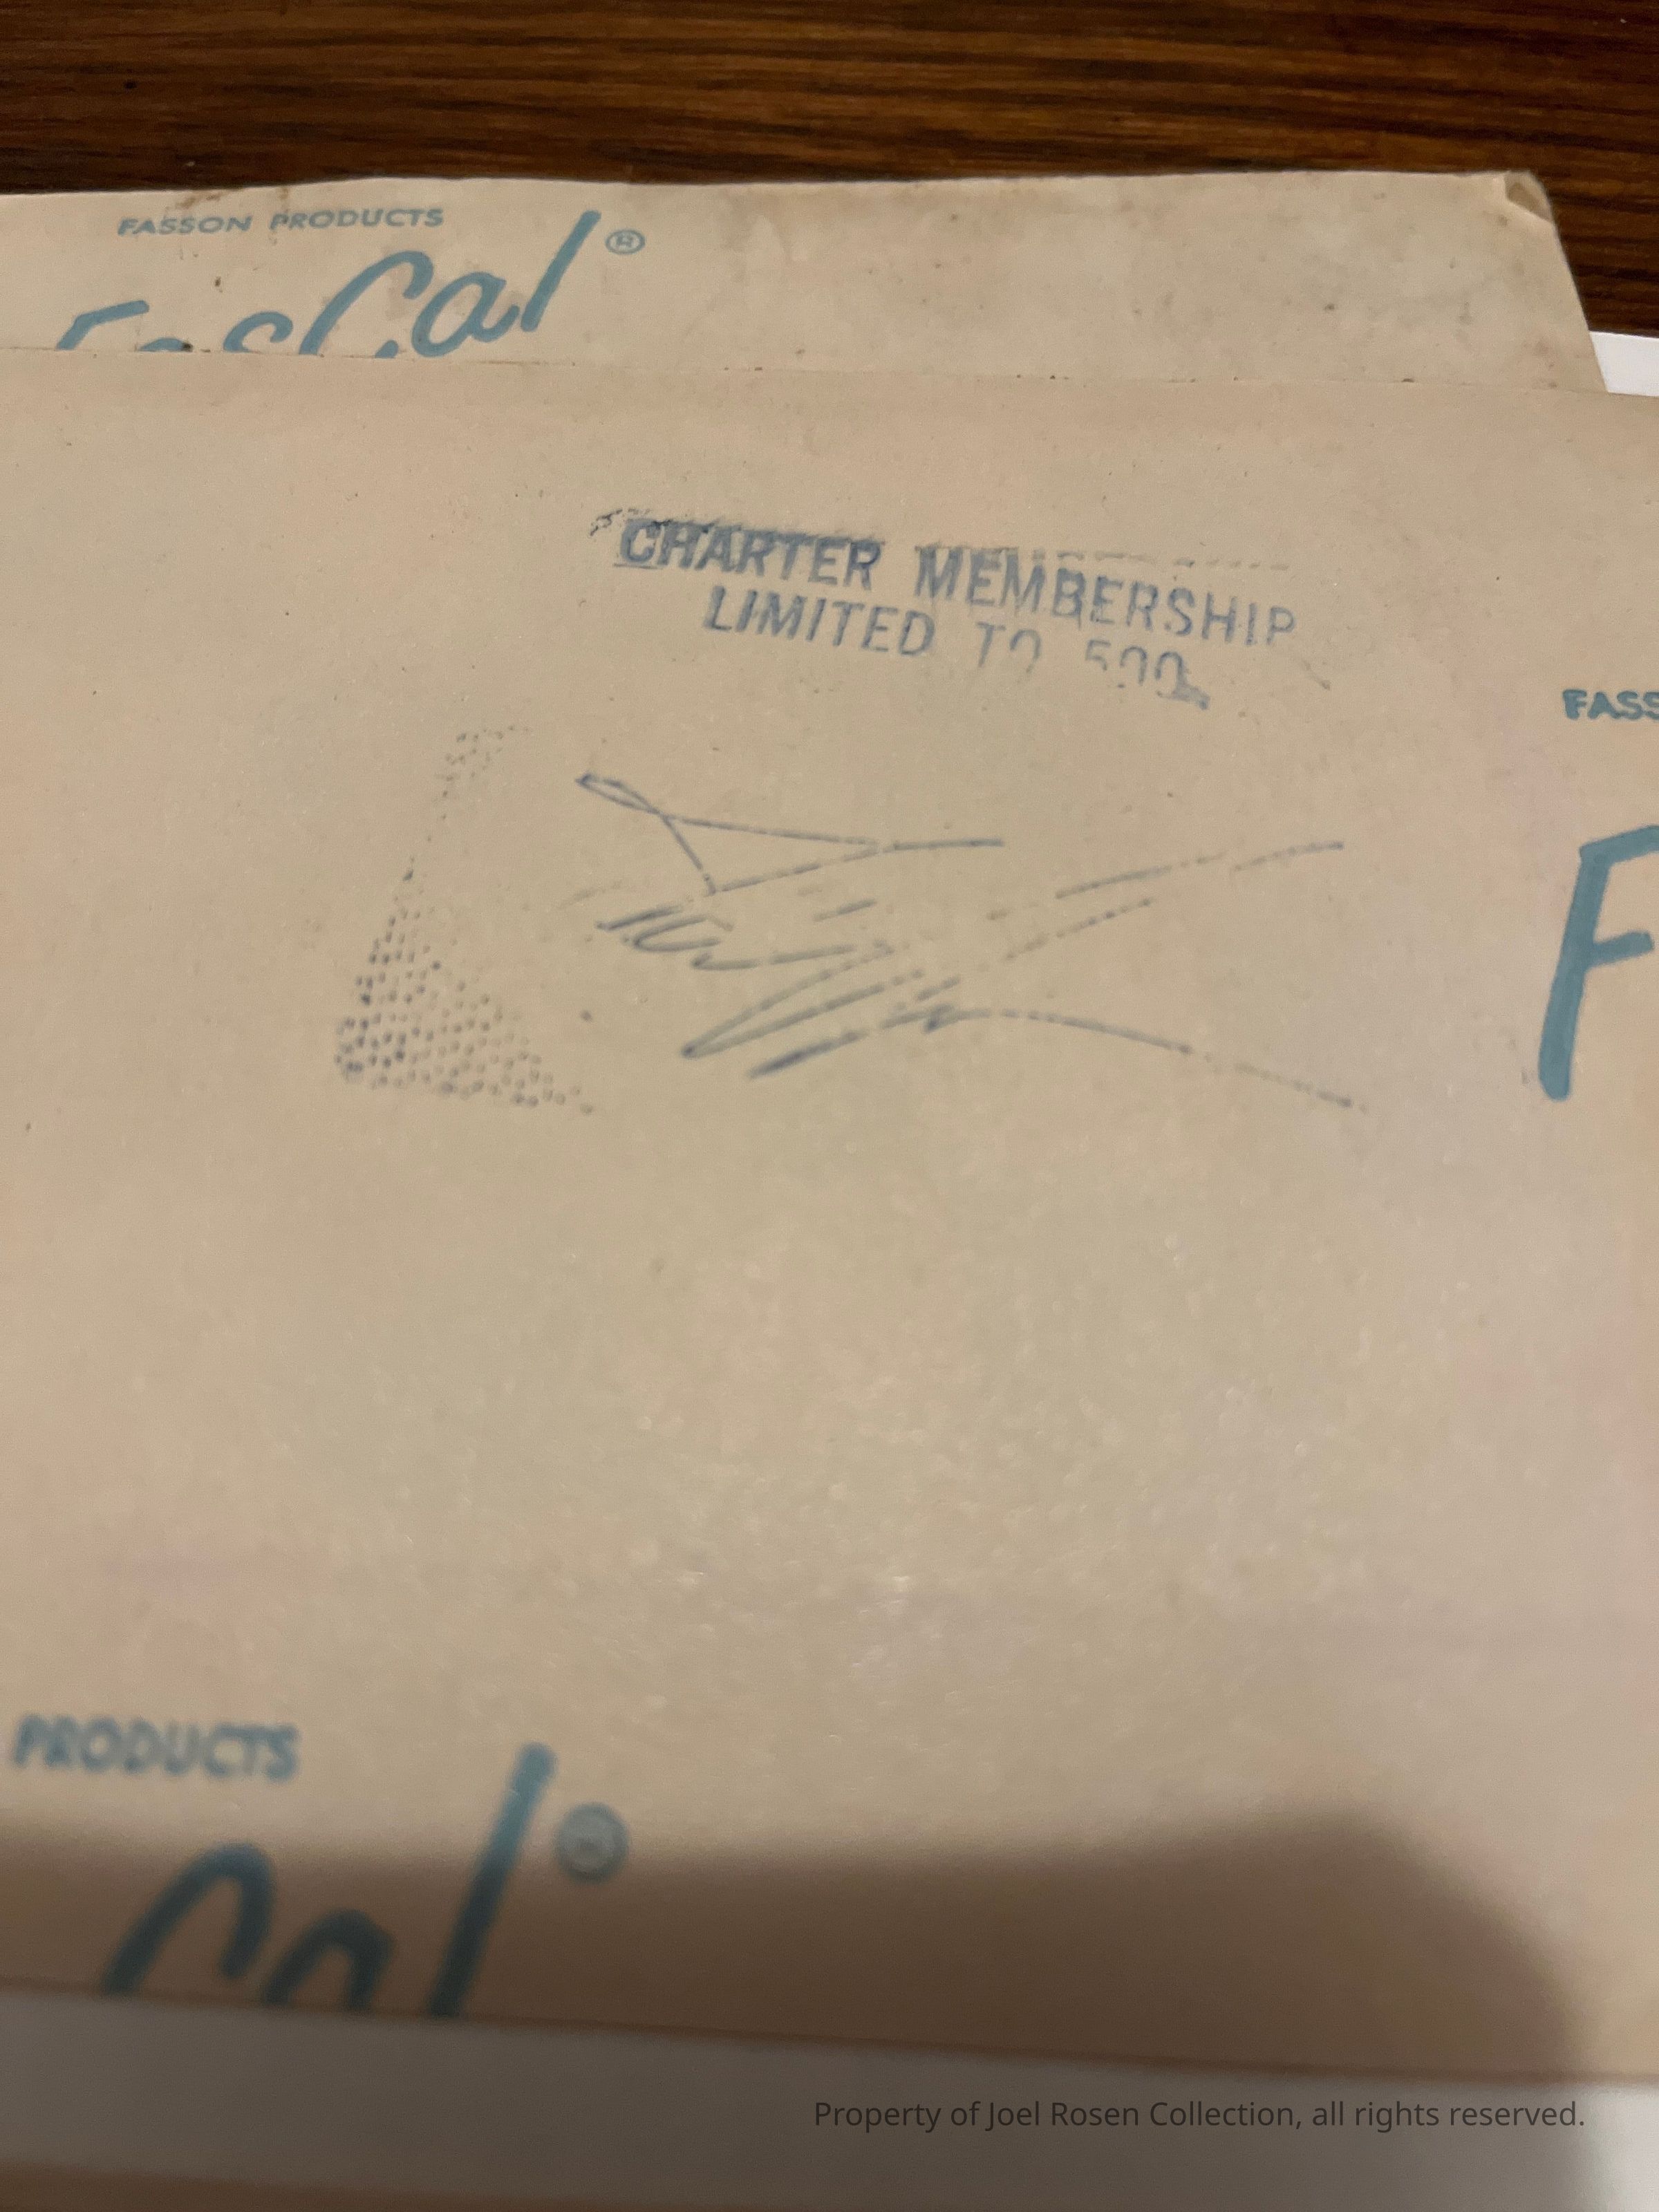 FASSON PRODUCTS
FasCal®
CHARTER MEMBERSHIP
LIMITED TO 500
FASS
F
PRODUCTS
Cal®
Property of Joel Rosen Collection, all rights reserved.